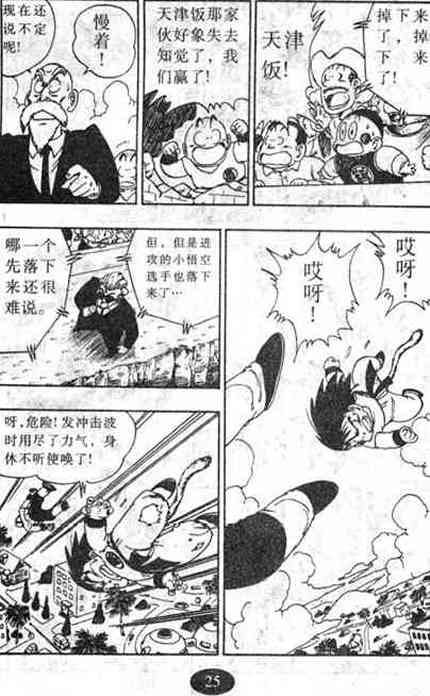 掉下来
了，掉
下来
了！
天津
饭！
天津饭那家
伙好象失去
知觉了，我
们赢了！
慢着！
现在还
说不定
呢！
哎呀！
哎呀！
但，但是进
攻的小悟空
选手也落下
来了…
哪一个
先落下
来还很
难说。
呀，危险！发冲击波
时用尽了力气，身
休不听使唤了！
25